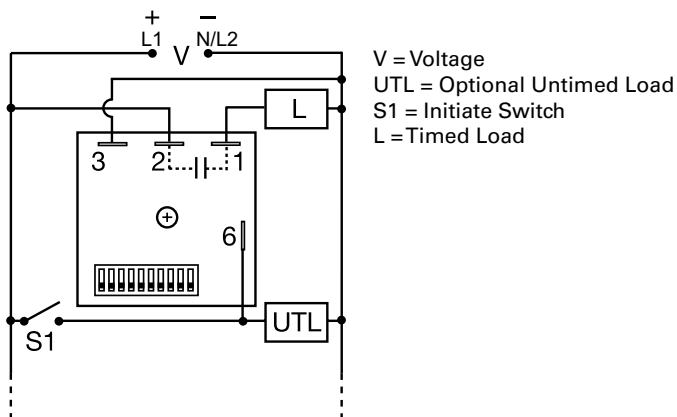 + –
L1 V N/L2
V = Voltage
UTL = Optional Untimed Load
S1 = Initiate Switch
L = Timed Load
L
3 2 1
6
UTL
S1